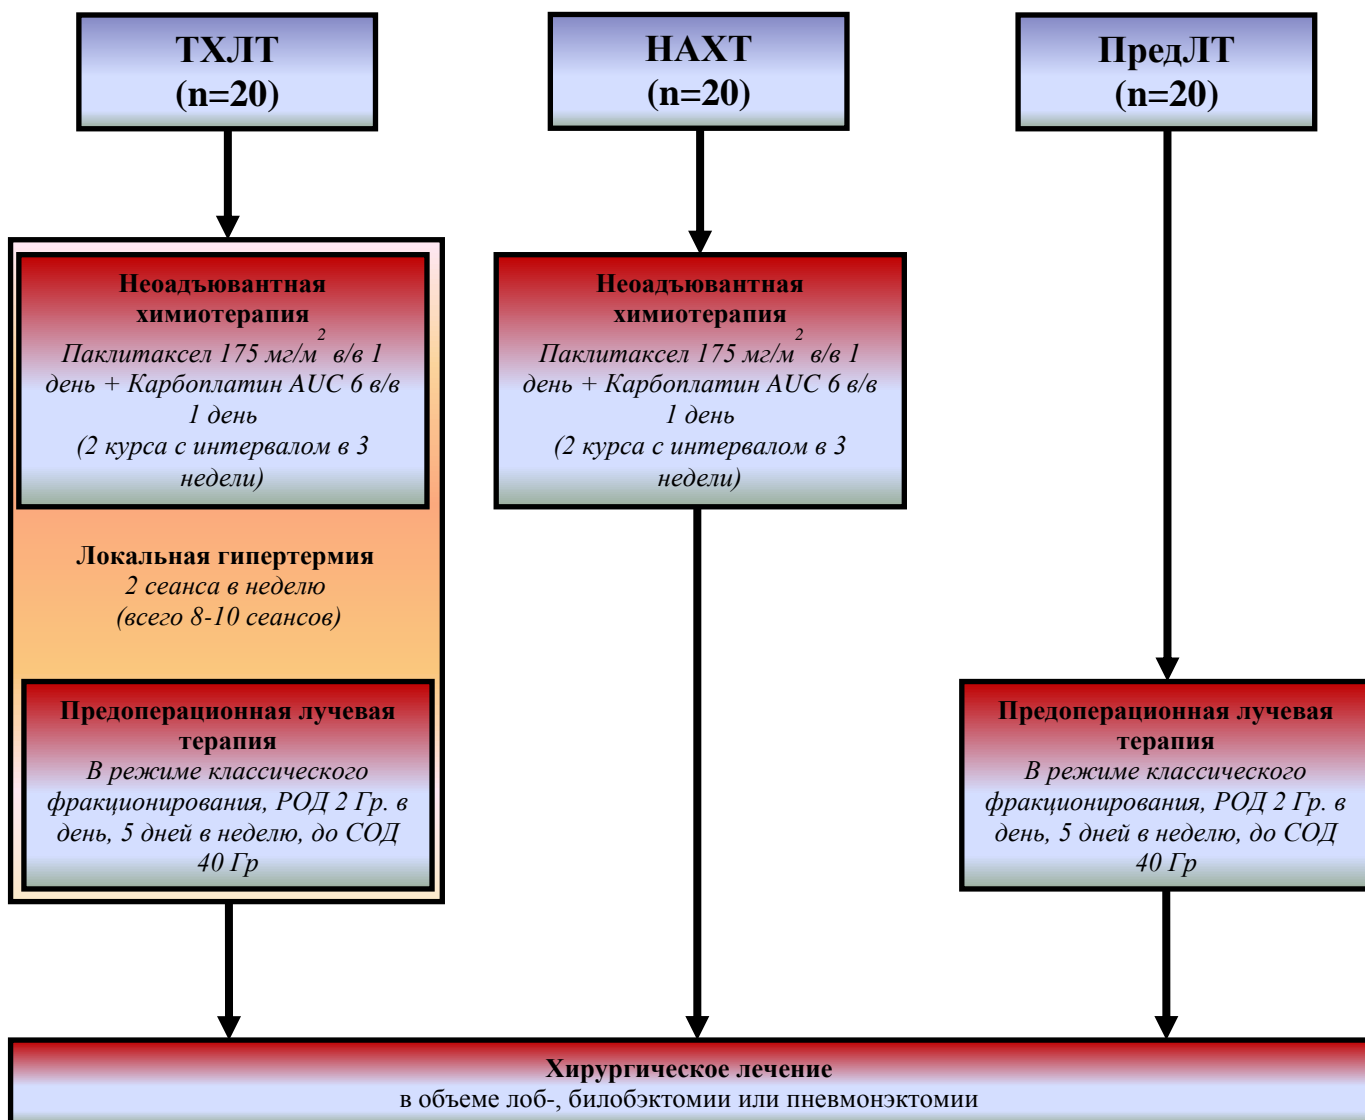 ТХЛТ
(n=20)
НАХТ
(n=20)
ПредЛТ
(n=20)
Неоадъювантная
химиотерапия
Паклитаксел 175 мг/м² в/в 1
день + Карбоплатин AUC 6 в/в
1 день
(2 курса с интервалом в 3
недели)
Локальная гипертермия
2 сеанса в неделю
(всего 8-10 сеансов)
Предоперационная лучевая
терапия
В режиме классического
фракционирования, РОД 2 Гр. в
день, 5 дней в неделю, до СОД
40 Гр
Неоадъювантная
химиотерапия
Паклитаксел 175 мг/м² в/в 1
день + Карбоплатин AUC 6 в/в
1 день
(2 курса с интервалом в 3
недели)
Предоперационная лучевая
терапия
В режиме классического
фракционирования, РОД 2 Гр. в
день, 5 дней в неделю, до СОД
40 Гр
Хирургическое лечение
в объеме лоб-, билобэктомии или пневмонэктомии